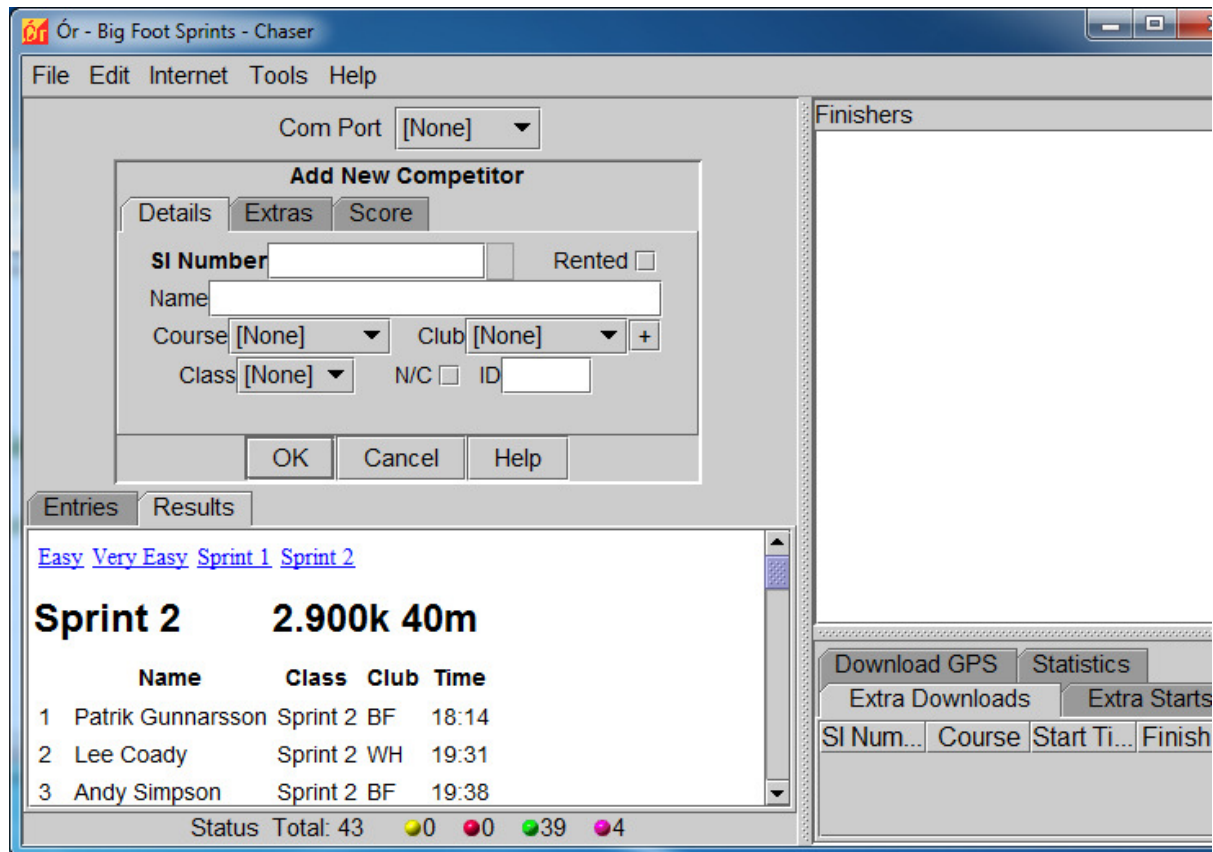 Ór Ór - Big Foot Sprints - Chaser
File Edit Internet Tools Help
Com Port [None]
Add New Competitor
Details Extras Score
SI Number Rented
Name
Course [None] Club [None] +
Class [None] N/C ID
OK Cancel Help
Entries Results
Easy Very Easy Sprint 1 Sprint 2
Sprint 2 2.900k 40m
Name Class Club Time
1 Patrik Gunnarsson Sprint 2 BF 18:14
2 Lee Coady Sprint 2 WH 19:31
3 Andy Simpson Sprint 2 BF 19:38
Status Total: 43 0 0 39 4
Finishers
Download GPS Statistics
Extra Downloads Extra Starts
SI Num... Course Start Ti... Finish